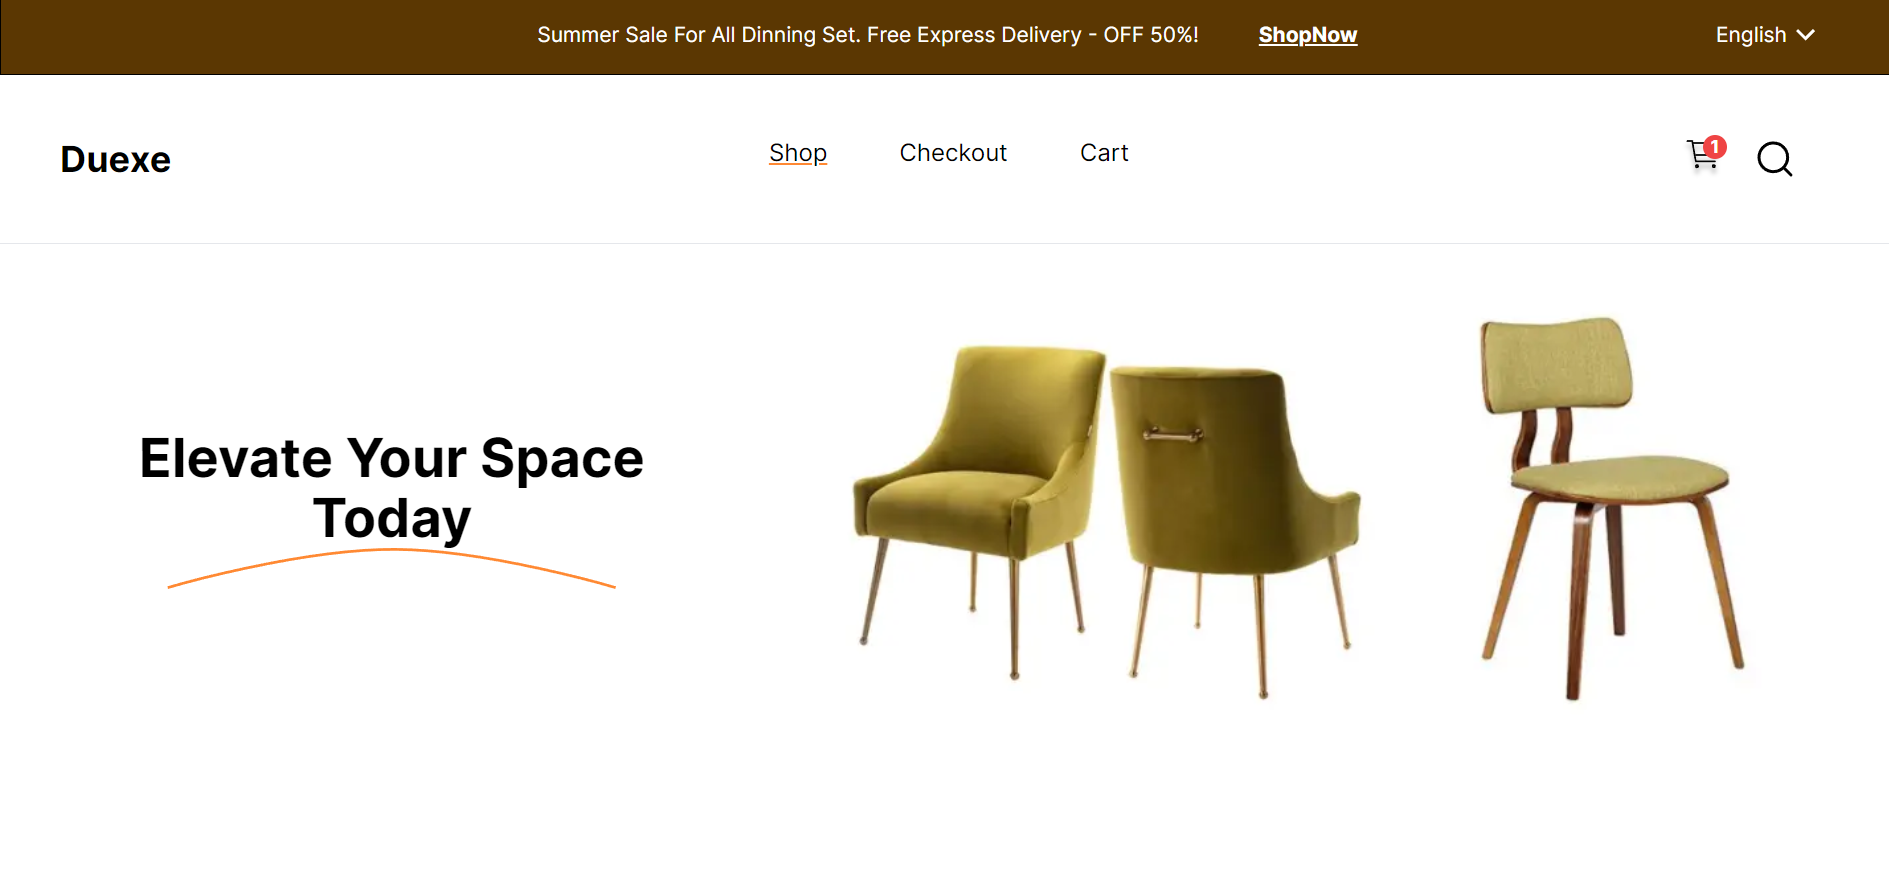 Summer Sale For All Dinning Set. Free Express Delivery - OFF 50%! ShopNow English
Duexe Shop Checkout Cart 1
Elevate Your Space
Today